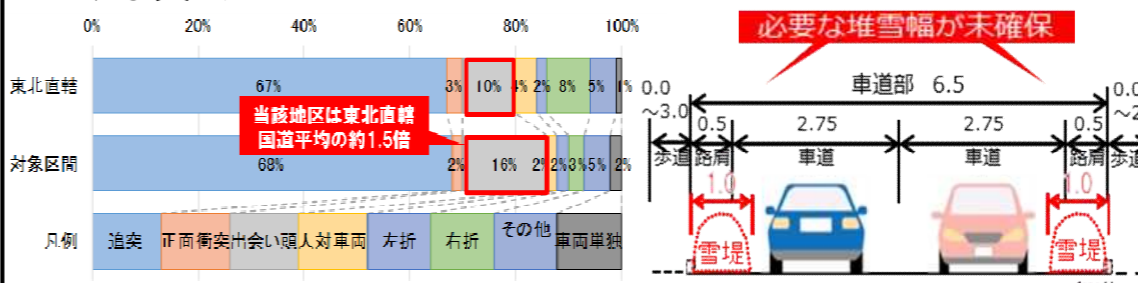 0% 20% 40% 60% 80% 100%
東北直轄 67% 3% 10% 4% 2% 8% 5% 1%
当該地区は東北直轄
国道平均の約1.5倍
対象区間 68% 2% 16% 2% 2% 3% 5% 2%
凡例 追突 正面衝突 出会い頭 人対車両 左折 右折 その他 車両単独
必要な堆雪幅が未確保
車道部 6.5
0.0
~3.0
0.5 2.75 2.75 0.5
歩道 路肩 車道 車道 路肩 歩道
1.0 1.0
雪堤 雪堤